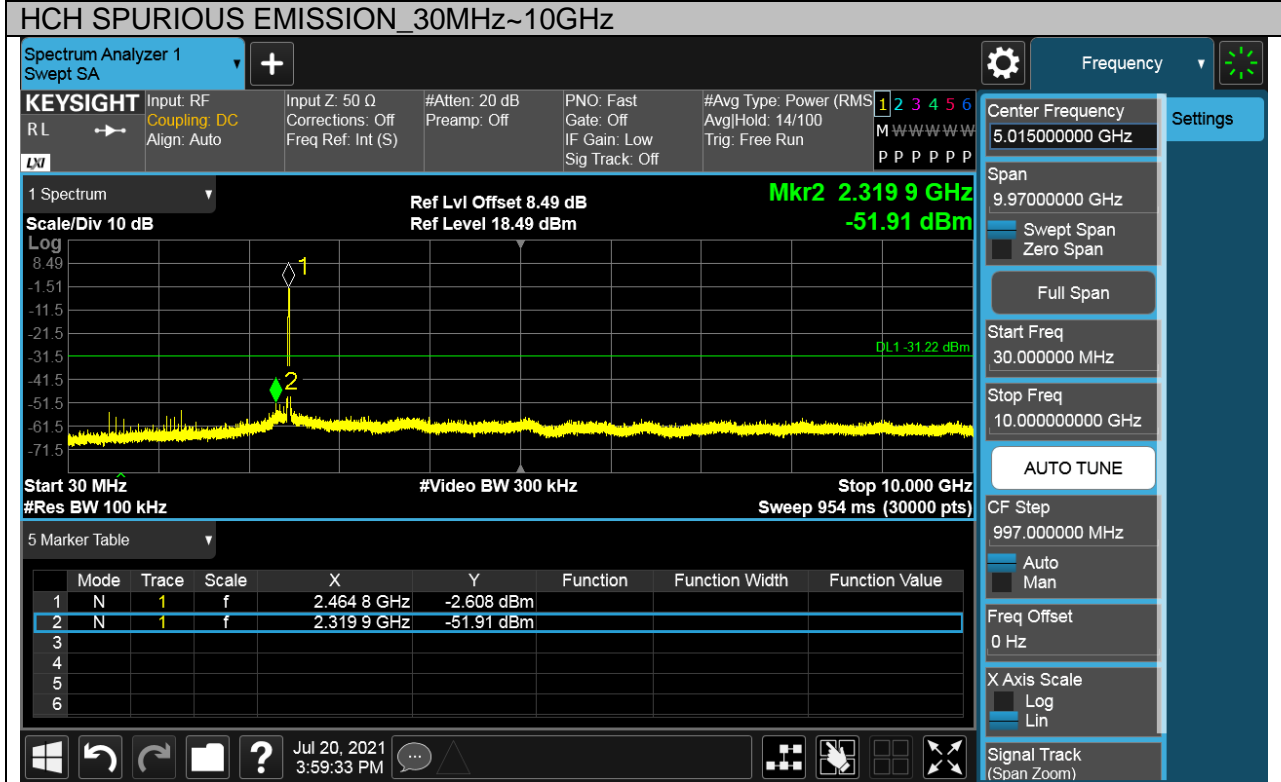 HCH SPURIOUS EMISSION_30MHz~10GHz
Spectrum Analyzer 1
Swept SA
+
Frequency
KEYSIGHT Input: RF Input Z: 50 Ω #Atten: 20 dB PNO: Fast #Avg Type: Power (RMS 1 2 3 4 5 6
RL Coupling: DC Corrections: Off Preamp: Off Gate: Off Avg|Hold: 14/100 M W W W W W
Align: Auto Freq Ref: Int (S) IF Gain: Low Trig: Free Run
LXI Sig Track: Off P P P P P P
1 Spectrum
Ref Lvl Offset 8.49 dB Mkr2 2.319 9 GHz
Scale/Div 10 dB Ref Level 18.49 dBm -51.91 dBm
Log
8.49
1
-1.51
-11.5
-21.5
DL1 -31.22 dBm
-31.5
-41.5
2
-51.5
-61.5
-71.5
Start 30 MHz #Video BW 300 kHz Stop 10.000 GHz
#Res BW 100 kHz Sweep 954 ms (30000 pts)
5 Marker Table
Mode Trace Scale X Y Function Function Width Function Value
1 N 1 f 2.464 8 GHz -2.608 dBm
2 N 1 f 2.319 9 GHz -51.91 dBm
3
4
5
6
Center Frequency
5.015000000 GHz
Settings
Span
9.97000000 GHz
Swept Span
Zero Span
Full Span
Start Freq
30.000000 MHz
Stop Freq
10.000000000 GHz
AUTO TUNE
CF Step
997.000000 MHz
Auto
Man
Freq Offset
0 Hz
X Axis Scale
Log
Lin
Signal Track
(Span Zoom)
?
Jul 20, 2021
3:59:33 PM